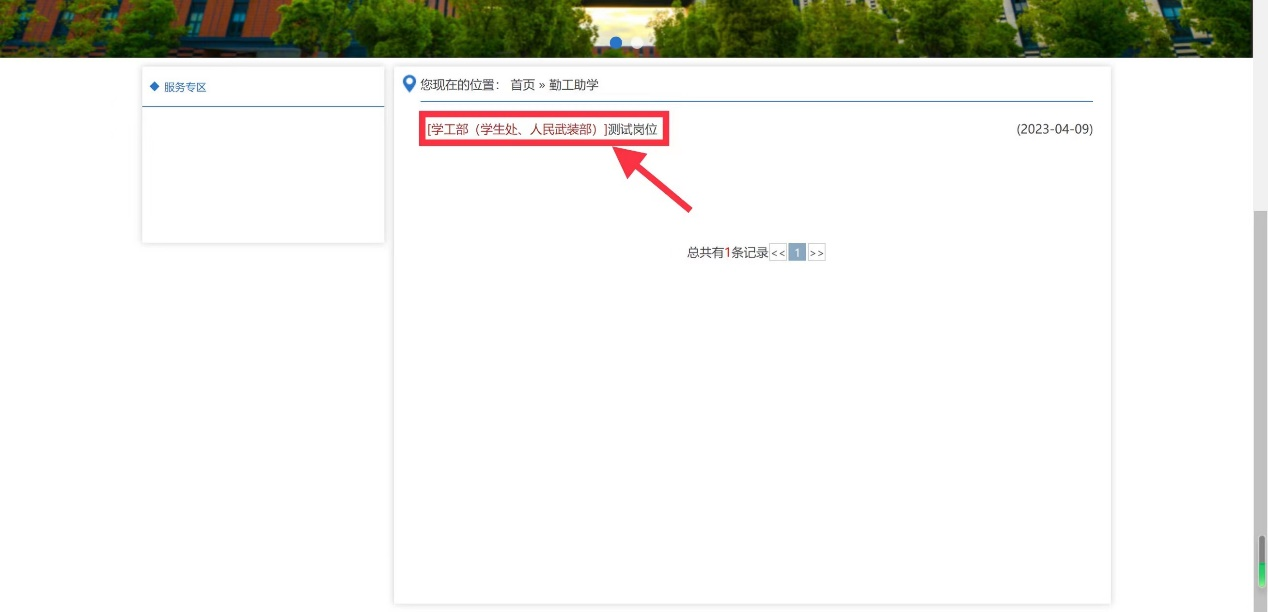 服务专区
您现在的位置： 首页 » 勤工助学
[学工部（学生处、人民武装部）]测试岗位 (2023-04-09)
总共有1条记录<< 1 >>